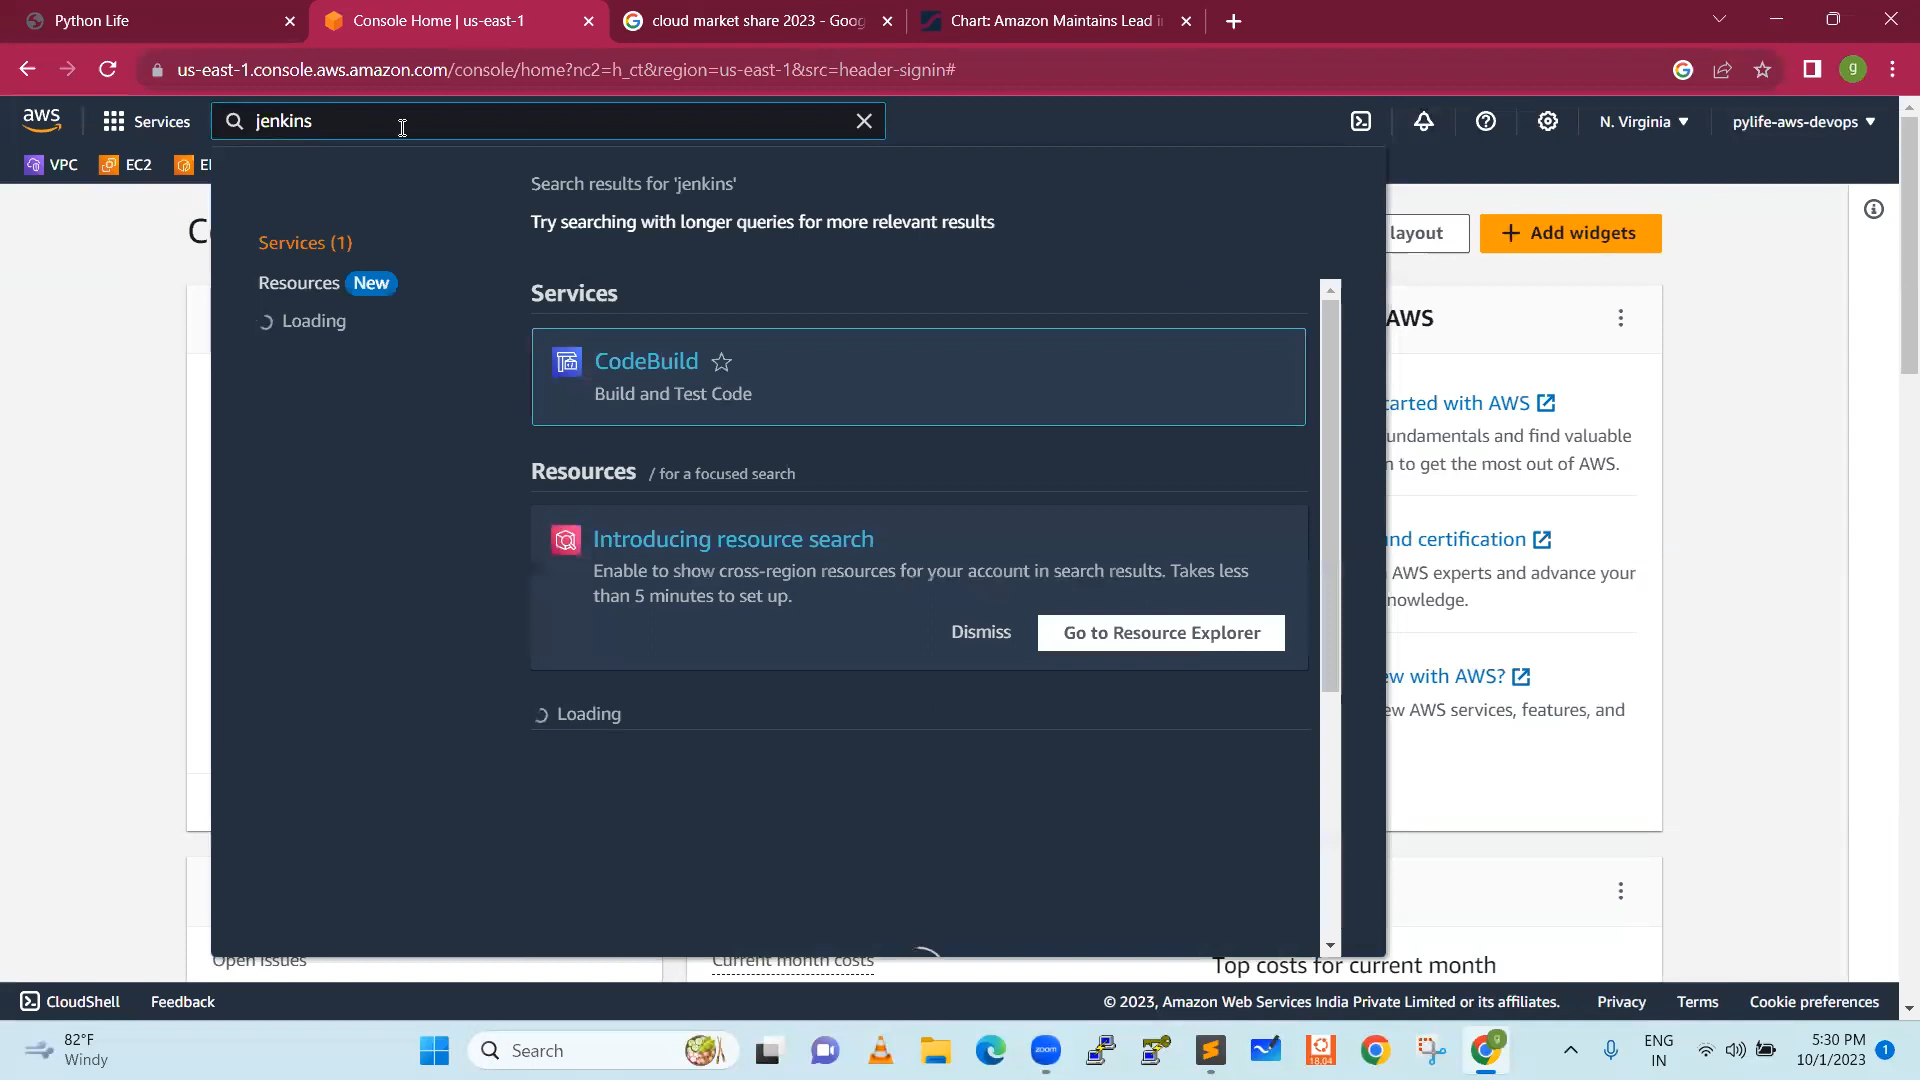 Python Life
Console Home | us-east-1
cloud market share 2023 - Goog
Chart: Amazon Maintains Lead i
us-east-1.console.aws.amazon.com/console/home?nc2=h_ct&region=us-east-1&src=header-signin#
g
aws
Services
jenkins
N. Virginia
pylife-aws-devops
VPC
EC2
Search results for 'jenkins'
Try searching with longer queries for more relevant results
layout
Add widgets
Services (1)
Resources New
Loading
Services
CodeBuild
Build and Test Code
Resources / for a focused search
Introducing resource search
Enable to show cross-region resources for your account in search results. Takes less
than 5 minutes to set up.
Dismiss
Go to Resource Explorer
Loading
AWS
tarted with AWS
undamentals and find valuable
n to get the most out of AWS.
nd certification
AWS experts and advance your
nowledge.
ew with AWS?
ew AWS services, features, and
Open issues
Current month costs
Top costs for current month
CloudShell
Feedback
© 2023, Amazon Web Services India Private Limited or its affiliates.
Privacy
Terms
Cookie preferences
82°F
Windy
Search
zoom
18.04
g
ENG
IN
5:30 PM
10/1/2023
1